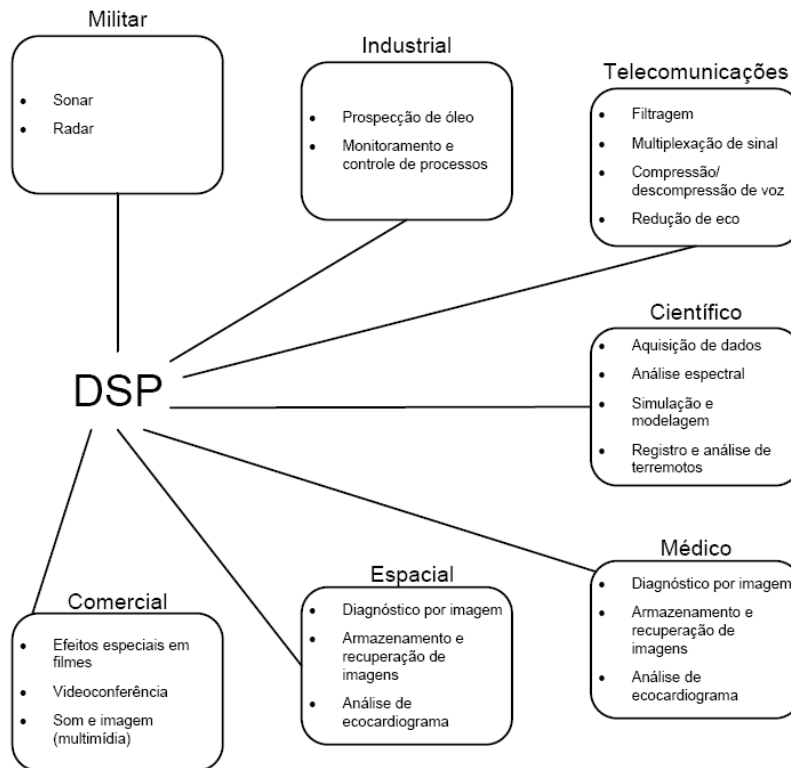 Militar
Sonar
Radar
Industrial
Prospecção de óleo
Monitoramento e
controle de processos
Telecomunicações
Filtragem
Multiplexação de sinal
Compressão/
descompressão de voz
Redução de eco
Científico
Aquisição de dados
Análise espectral
Simulação e
modelagem
Registro e análise de
terremotos
DSP
Comercial
Efeitos especiais em
filmes
Videoconferência
Som e imagem
(multimídia)
Espacial
Diagnóstico por imagem
Armazenamento e
recuperação de
imagens
Análise de
ecocardiograma
Médico
Diagnóstico por imagem
Armazenamento e
recuperação de
imagens
Análise de
ecocardiograma